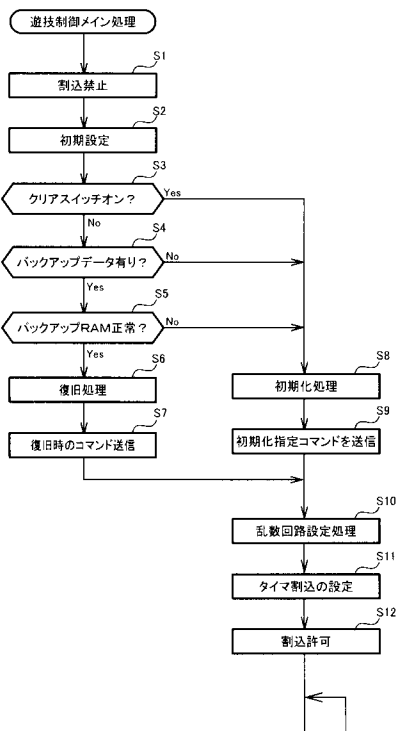 遊技制御メイン処理
S1
割込禁止
S2
初期設定
S3
クリアスイッチオン？
Yes
No
S4
バックアップデータ有り？
No
Yes
S5
バックアップRAM正常？
No
Yes
S6
復旧処理
S7
復旧時のコマンド送信
S8
初期化処理
S9
初期化指定コマンドを送信
S10
乱数回路設定処理
S11
タイマ割込の設定
S12
割込許可